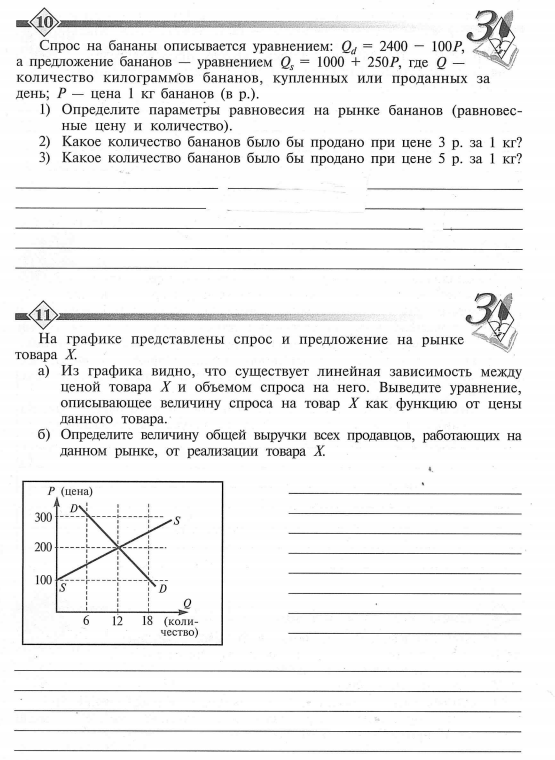 10
З
Спрос на бананы описывается уравнением: Qd = 2400 − 100P,
а предложение бананов — уравнением Qs = 1000 + 250P, где Q —
количество килограммов бананов, купленных или проданных за
день; P — цена 1 кг бананов (в р.).
1) Определите параметры равновесия на рынке бананов (равновес-
ные цену и количество).
2) Какое количество бананов было бы продано при цене 3 р. за 1 кг?
3) Какое количество бананов было бы продано при цене 5 р. за 1 кг?
11
З
На графике представлены спрос и предложение на рынке
товара X.
а) Из графика видно, что существует линейная зависимость между
ценой товара X и объемом спроса на него. Выведите уравнение,
описывающее величину спроса на товар X как функцию от цены
данного товара.
б) Определите величину общей выручки всех продавцов, работающих на
данном рынке, от реализации товара X.
P (цена)
D
300
S
200
100
S
D
Q
6 12 18 (коли-
чество)